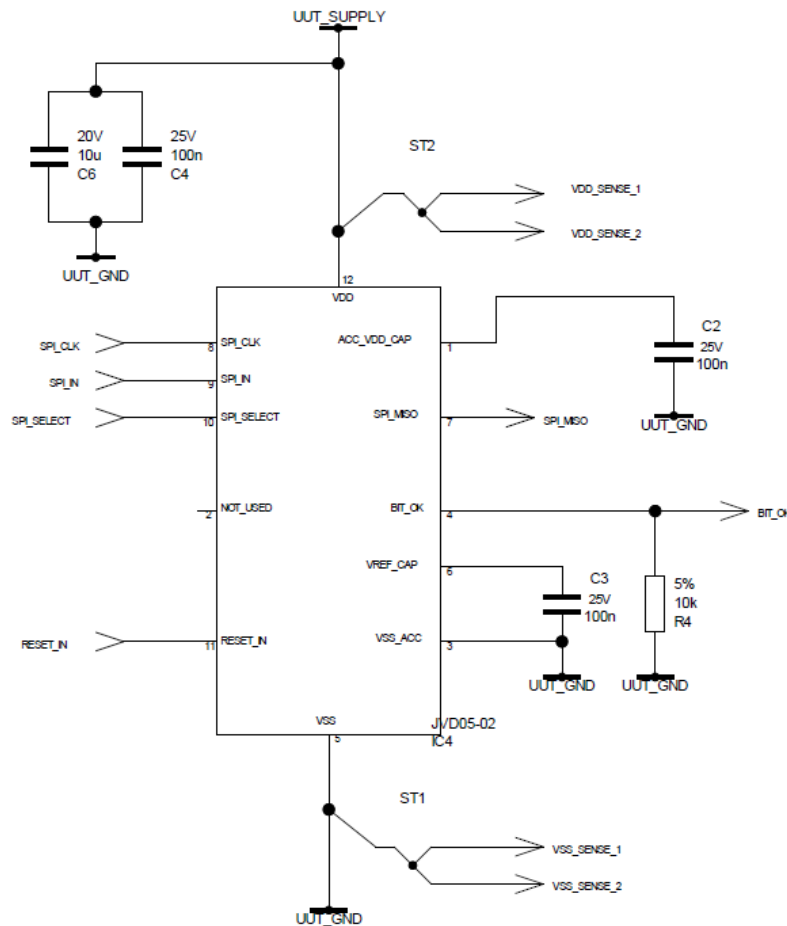 UUT_SUPPLY
20V
10u
C6
25V
100n
C4
ST2
VDD_SENSE_1
VDD_SENSE_2
UUT_GND
12
VDD
SPI_CLK
8
SPI_CLK
ACC_VDD_CAP
1
C2
25V
100n
SPI_IN
9
SPI_IN
SPI_SELECT
10
SPI_SELECT
SPI_MISO
7
SPI_MISO
UUT_GND
2
NOT_USED
BIT_OK
4
BIT_OK
VREF_CAP
6
C3
25V
100n
5%
10k
R4
RESET_IN
11
RESET_IN
VSS_ACC
3
UUT_GND
UUT_GND
VSS
5
JVD05-02
IC4
ST1
VSS_SENSE_1
VSS_SENSE_2
UUT_GND